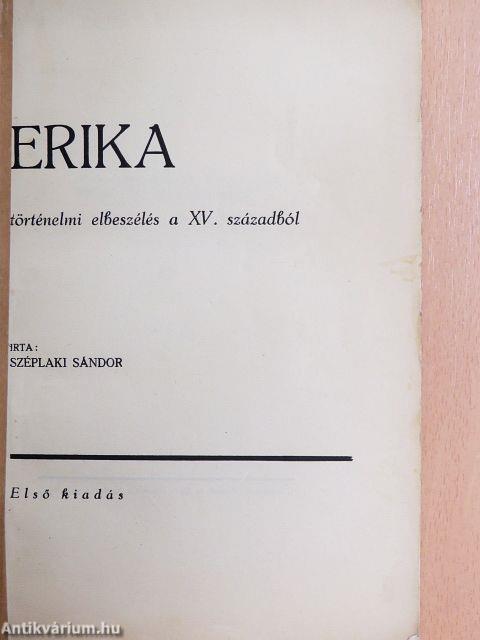 ERIKA
történelmi elbeszélés a XV. századból
IRTA:
SZÉPLAKI SÁNDOR
Első kiadás
Antikvárium.hu